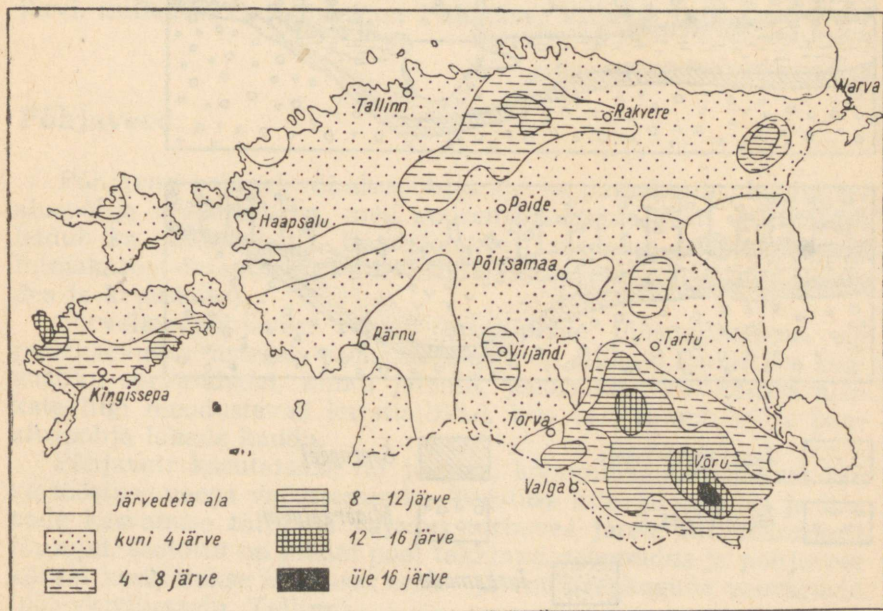 Narva
Tallinn
Rakvere
Haapsalu
Paide
Põltsamaa
Pärnu
Viljandi
Tartu
Kingissepa
Tõrva
Võru
Valga
järvedeta ala
kuni 4 järve
4 – 8 järve
8 – 12 järve
12 – 16 järve
üle 16 järve